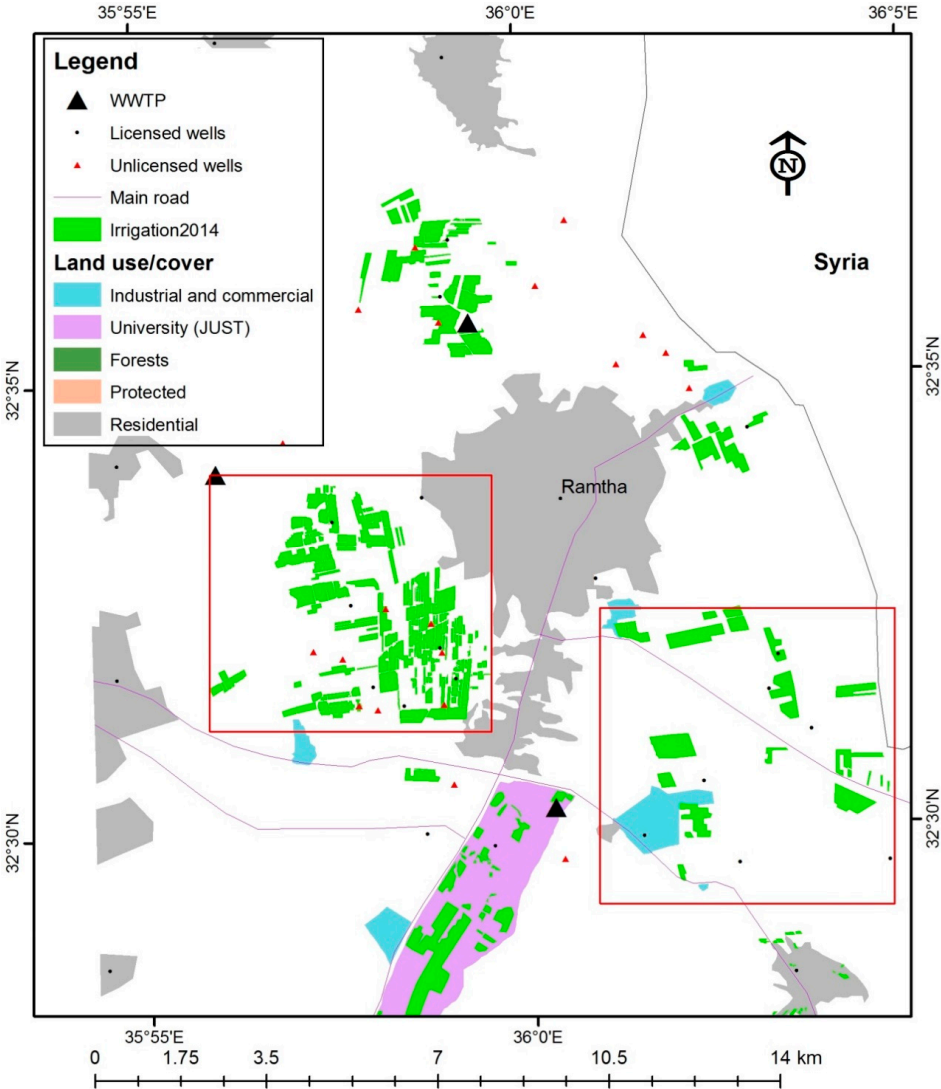 35°55'E
36°0'E
36°5'E
Legend
WWTP
Licensed wells
Unlicensed wells
Main road
Irrigation2014
Land use/cover
Industrial and commercial
University (JUST)
Forests
Protected
Residential
N
Syria
32°35'N
32°35'N
Ramtha
32°30'N
32°30'N
35°55'E
36°0'E
0 1.75 3.5 7 10.5 14 km